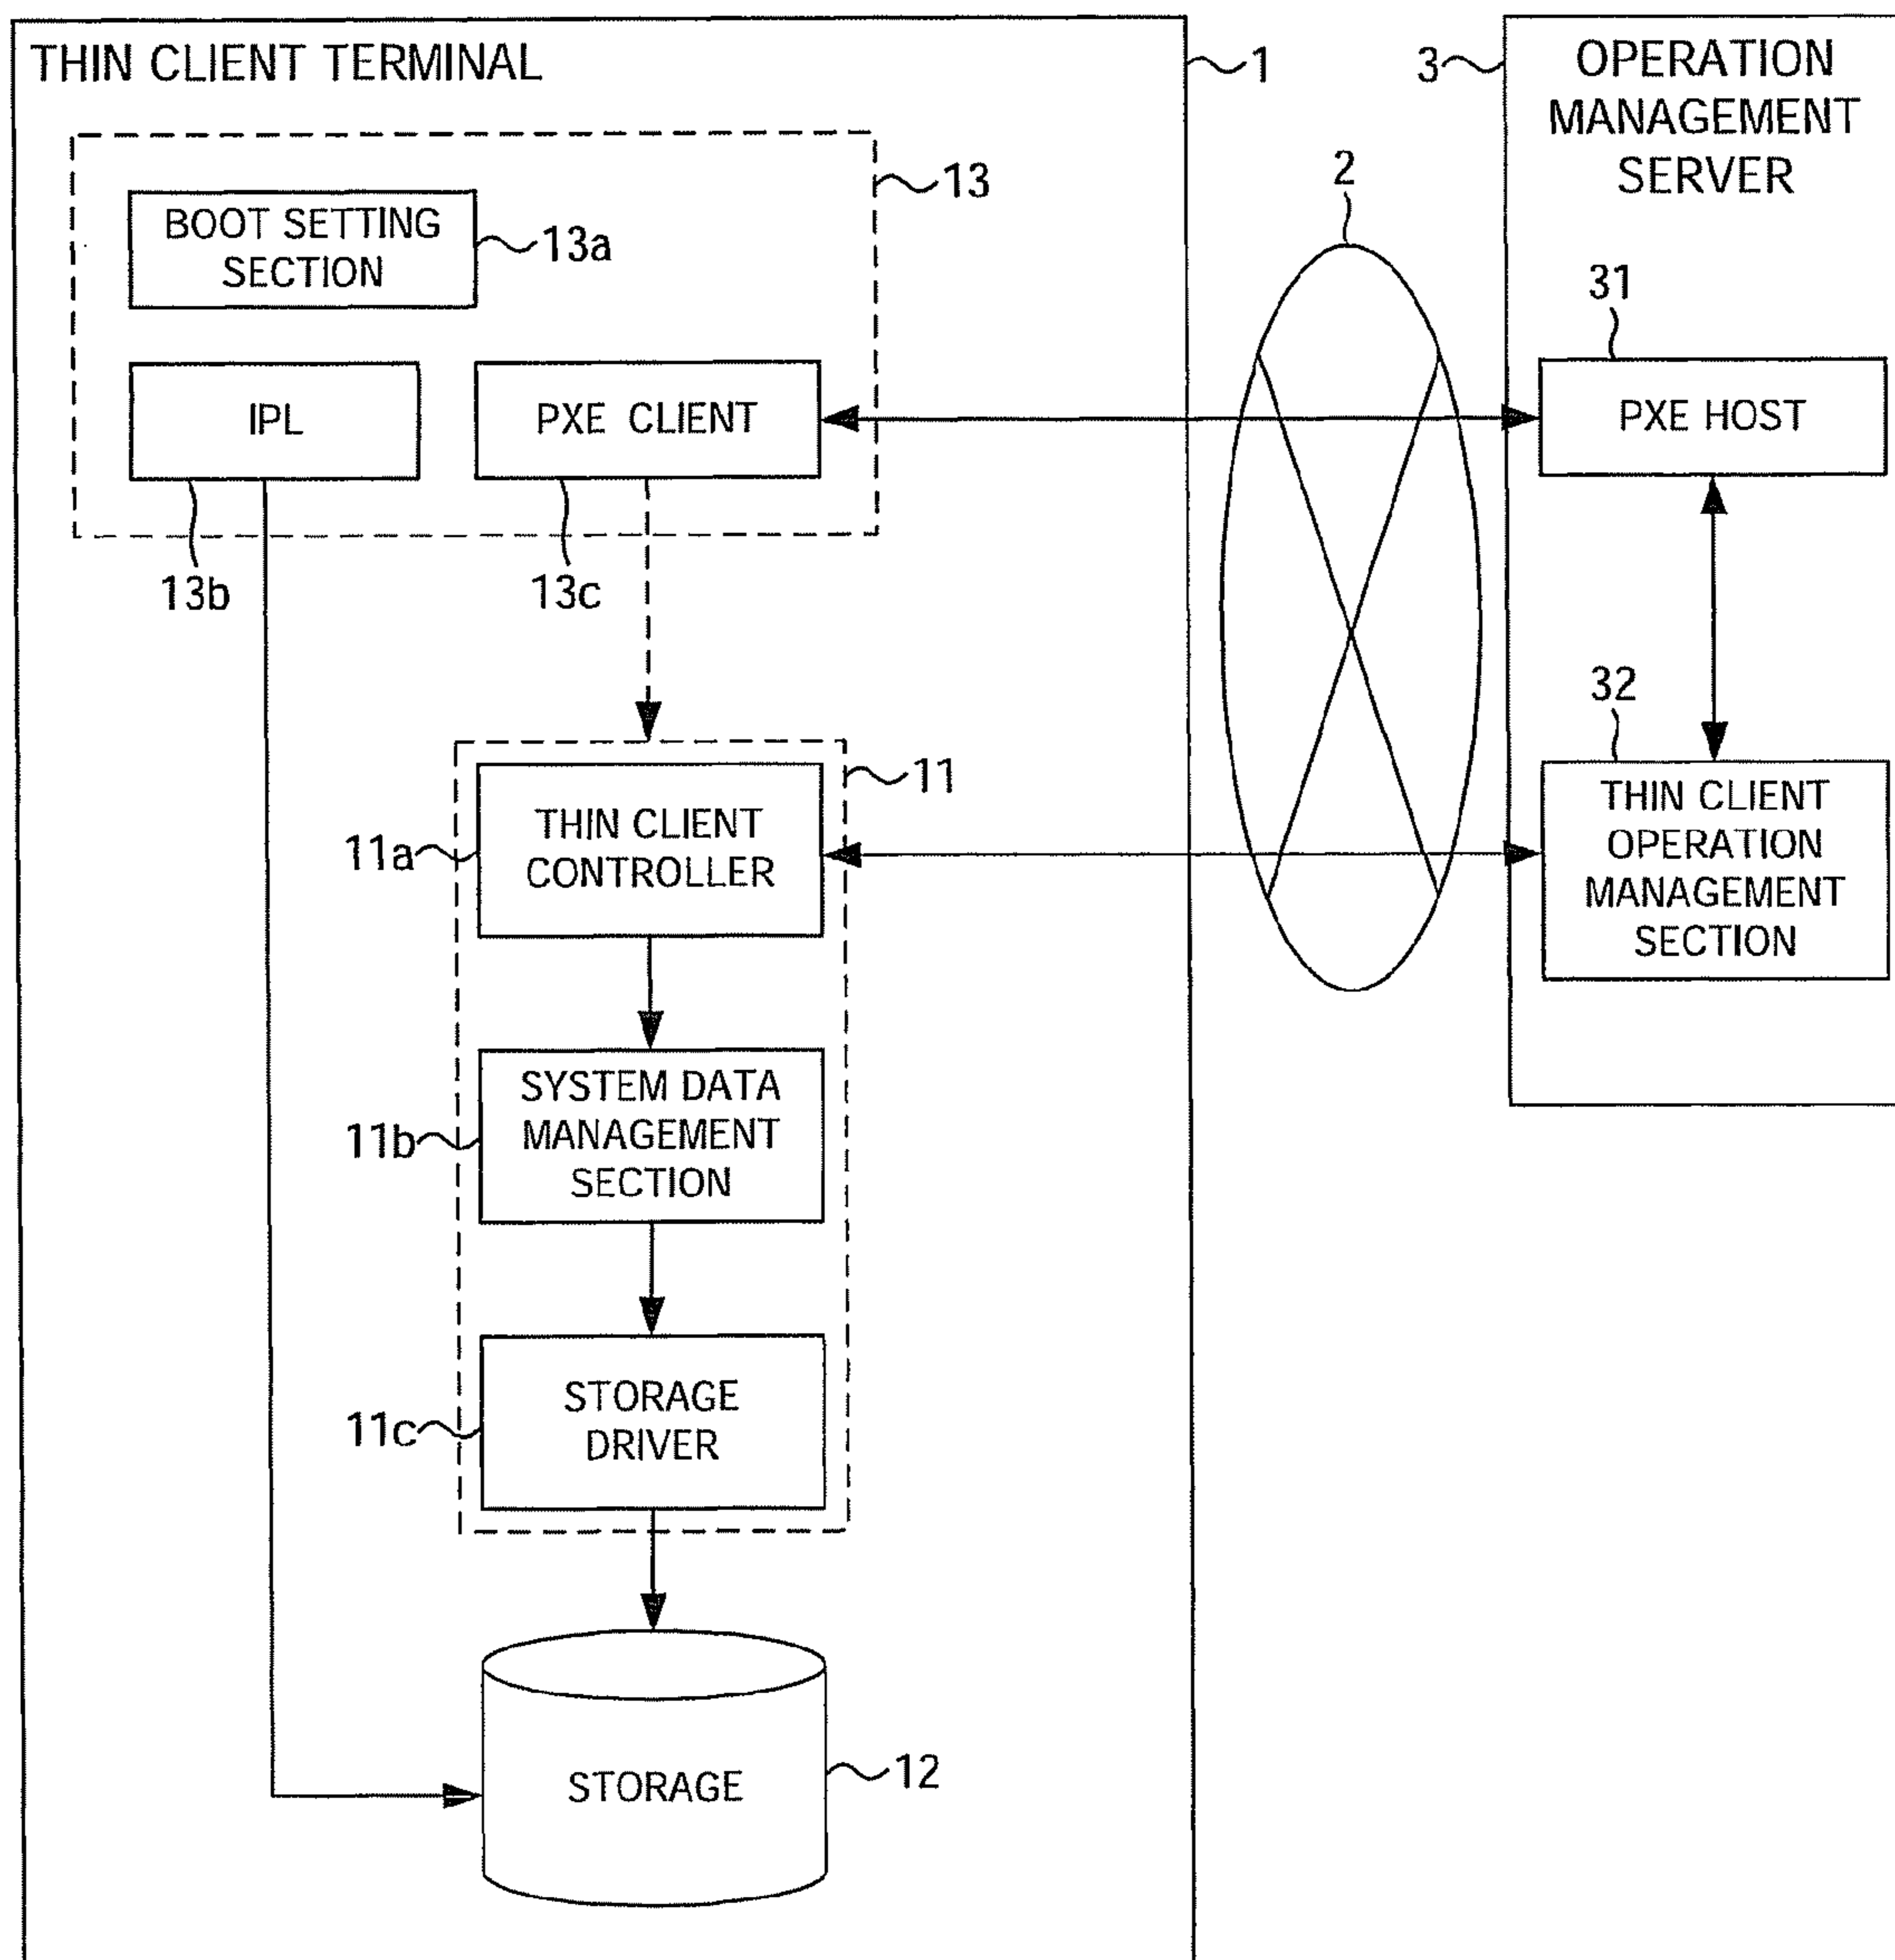 THIN CLIENT TERMINAL
1
3
OPERATION
MANAGEMENT
SERVER
13
2
BOOT SETTING
SECTION
13a
31
IPL
PXE CLIENT
PXE HOST
13b
13c
32
11
THIN CLIENT
CONTROLLER
11a
THIN CLIENT
OPERATION
MANAGEMENT
SECTION
SYSTEM DATA
MANAGEMENT
SECTION
11b
STORAGE
DRIVER
11c
STORAGE
12